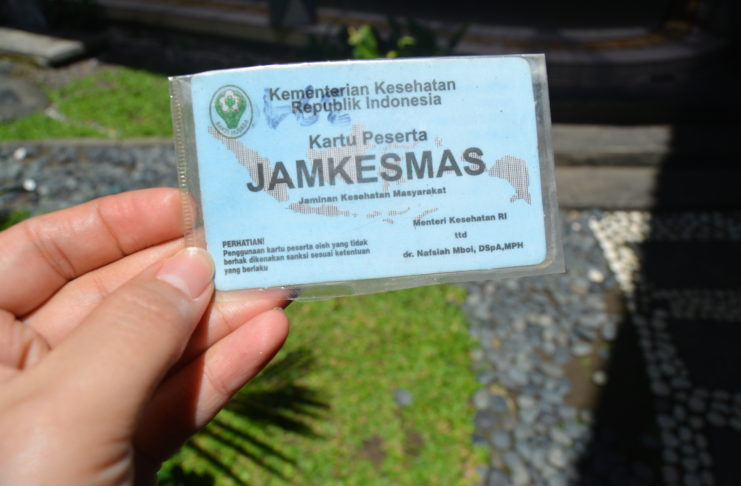 Kementerian Kesehatan
Republik Indonesia
Kartu Peserta
JAMKESMAS
Jaminan Kesehatan Masyarakat
Menteri Kesehatan RI
ttd
dr. Nafsiah Mboi, DSpA,MPH
PERHATIAN!
Penggunaan kartu peserta oleh yang tidak
berhak dikenakan sanksi sesuai ketentuan
yang berlaku